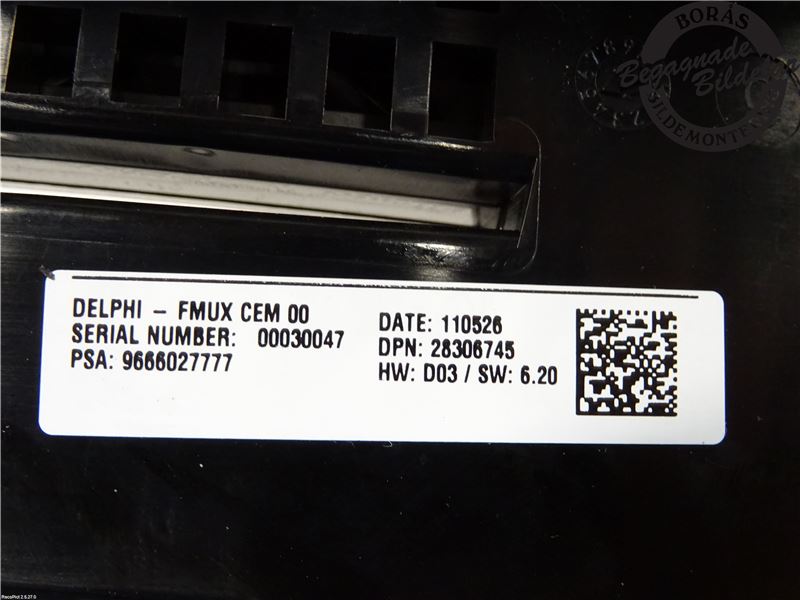 BORÅS
Begagnade
Bildelar
BILDEMONTERING
DELPHI - FMUX CEM 00
SERIAL NUMBER: 00030047
PSA: 9666027777
DATE: 110526
DPN: 28306745
HW: D03 / SW: 6.20